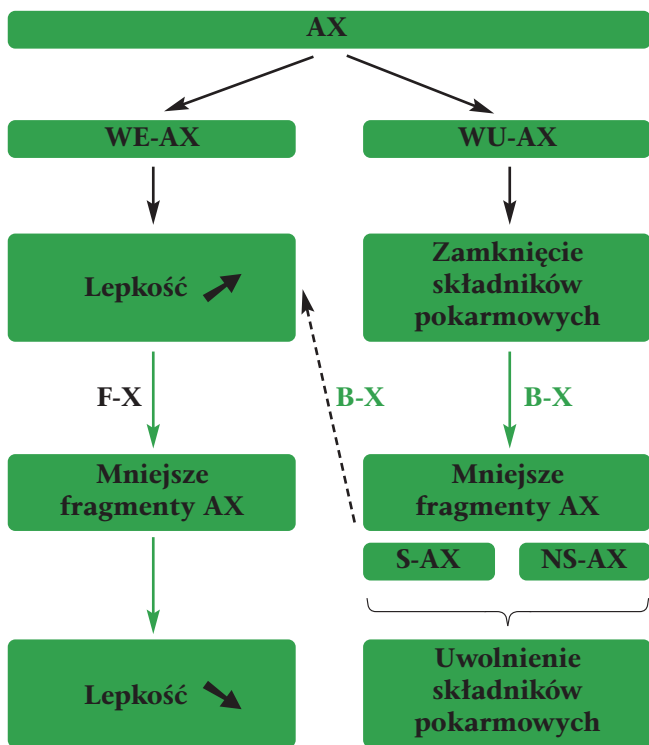 AX
WE-AX
WU-AX
Lepkość
Zamknięcie
składników
pokarmowych
F-X
B-X
B-X
Mniejsze
fragmenty AX
Mniejsze
fragmenty AX
S-AX
NS-AX
Lepkość
Uwolnienie
składników
pokarmowych